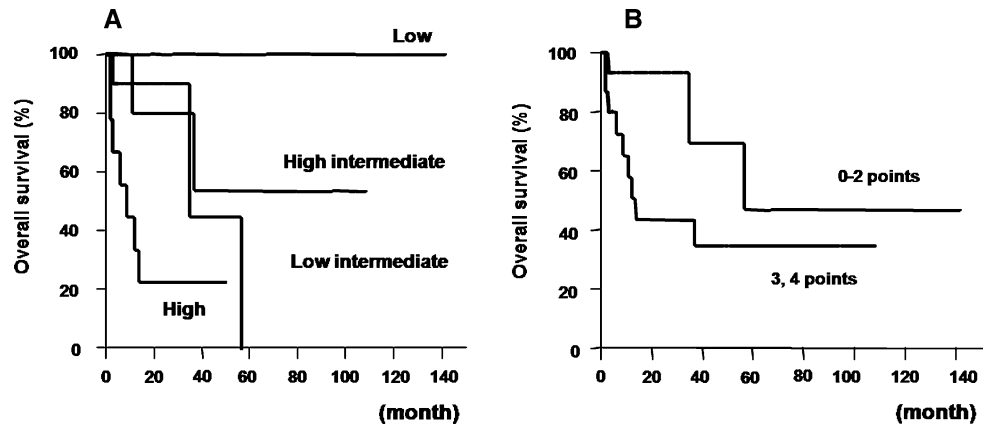 A
Overall survival (%)
100
80
60
40
20
0
Low
High intermediate
Low intermediate
High
0 20 40 60 80 100 120 140
(month)
B
Overall survival (%)
100
80
60
40
20
0
0-2 points
3, 4 points
0 20 40 60 80 100 120 140
(month)